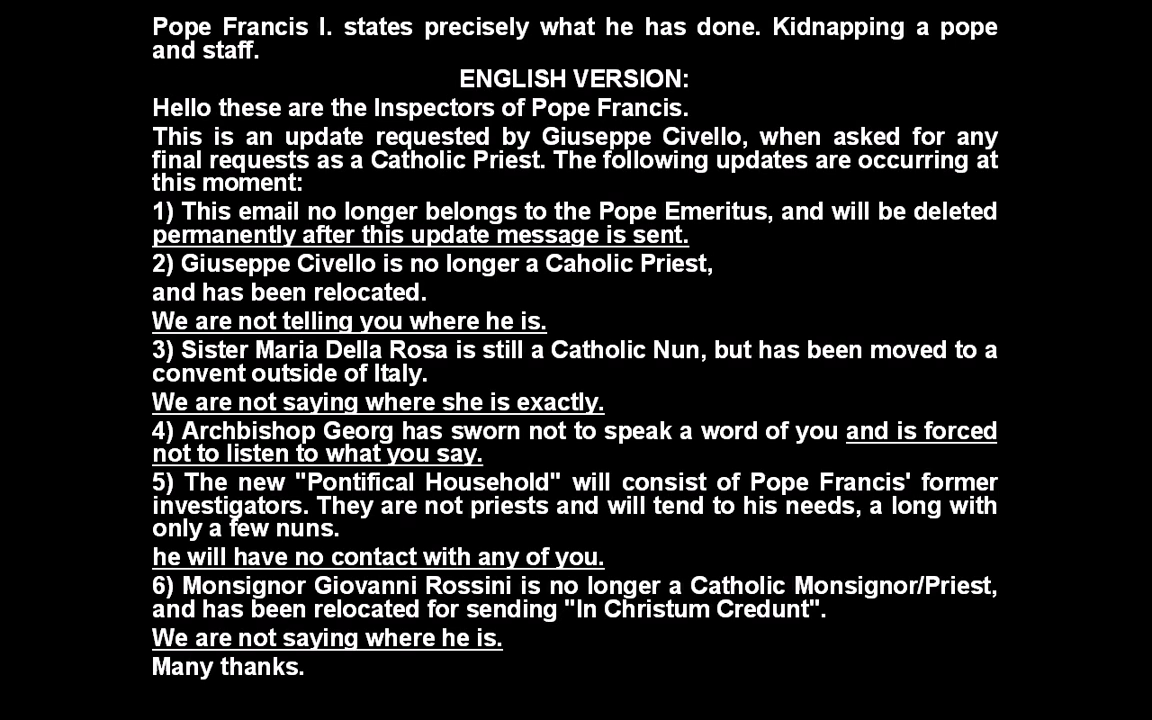 Pope Francis I. states precisely what he has done. Kidnapping a pope
and staff.
ENGLISH VERSION:
Hello these are the Inspectors of Pope Francis.
This is an update requested by Giuseppe Civello, when asked for any
final requests as a Catholic Priest. The following updates are occurring at
this moment:
1) This email no longer belongs to the Pope Emeritus, and will be deleted
permanently after this update message is sent.
2) Giuseppe Civello is no longer a Caholic Priest,
and has been relocated.
We are not telling you where he is.
3) Sister Maria Della Rosa is still a Catholic Nun, but has been moved to a
convent outside of Italy.
We are not saying where she is exactly.
4) Archbishop Georg has sworn not to speak a word of you and is forced
not to listen to what you say.
5) The new "Pontifical Household" will consist of Pope Francis' former
investigators. They are not priests and will tend to his needs, a long with
only a few nuns.
he will have no contact with any of you.
6) Monsignor Giovanni Rossini is no longer a Catholic Monsignor/Priest,
and has been relocated for sending "In Christum Credunt".
We are not saying where he is.
Many thanks.